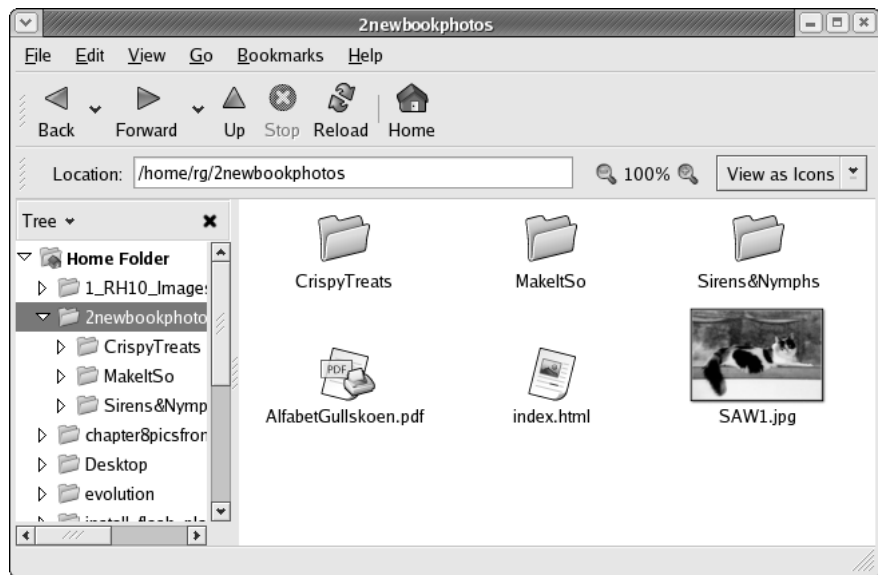 2newbookphotos
File Edit View Go Bookmarks Help
Back Forward Up Stop Reload Home
Location: /home/rg/2newbookphotos 100% View as Icons
Tree
Home Folder
1_RH10_Images
2newbookphoto
CrispyTreats
MakeItSo
Sirens&Nymp
chapter8picsfron
Desktop
evolution
CrispyTreats MakeItSo Sirens&Nymphs
PDF
AlfabetGullskoen.pdf index.html SAW1.jpg